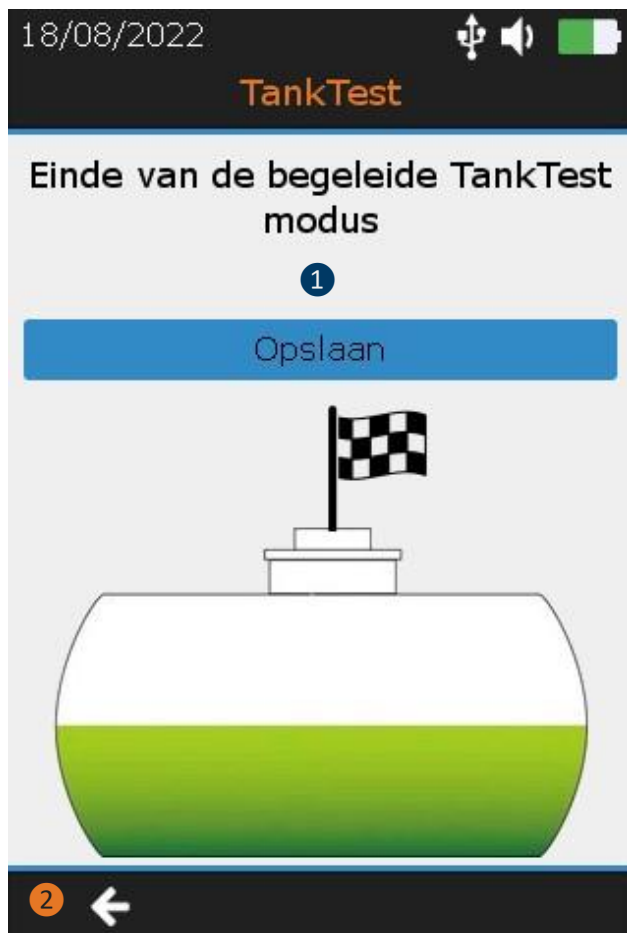 18/08/2022
TankTest
Einde van de begeleide TankTest
modus
1
Opslaan
2